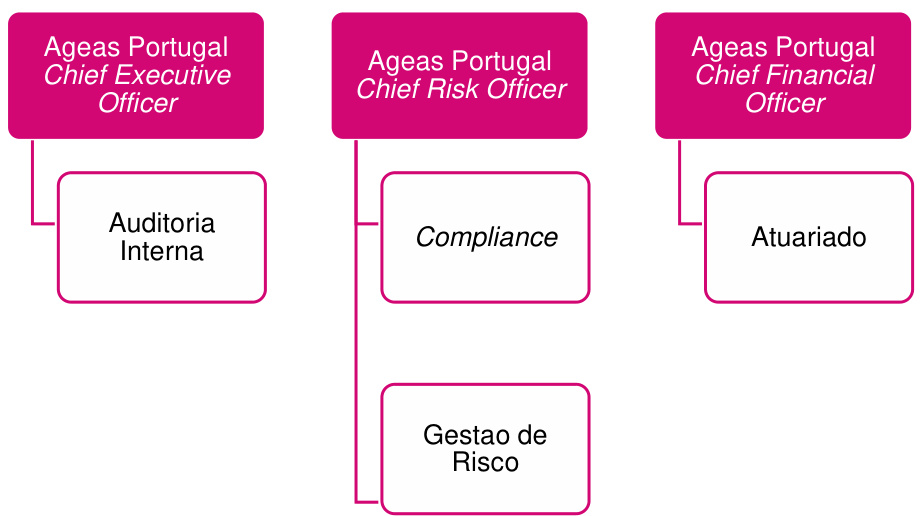 Ageas Portugal
Chief Executive
Officer
Auditoria
Interna
Ageas Portugal
Chief Risk Officer
Compliance
Gestao de
Risco
Ageas Portugal
Chief Financial
Officer
Atuariado